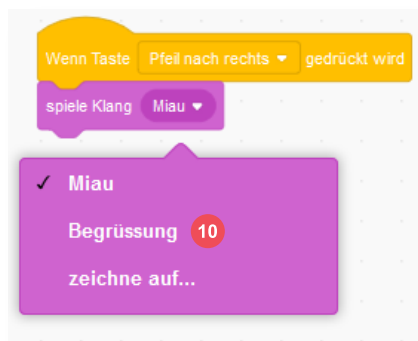 Wenn Taste Pfeil nach rechts gedrückt wird
spiele Klang Miau
✓ Miau
Begrüssung 10
zeichne auf...